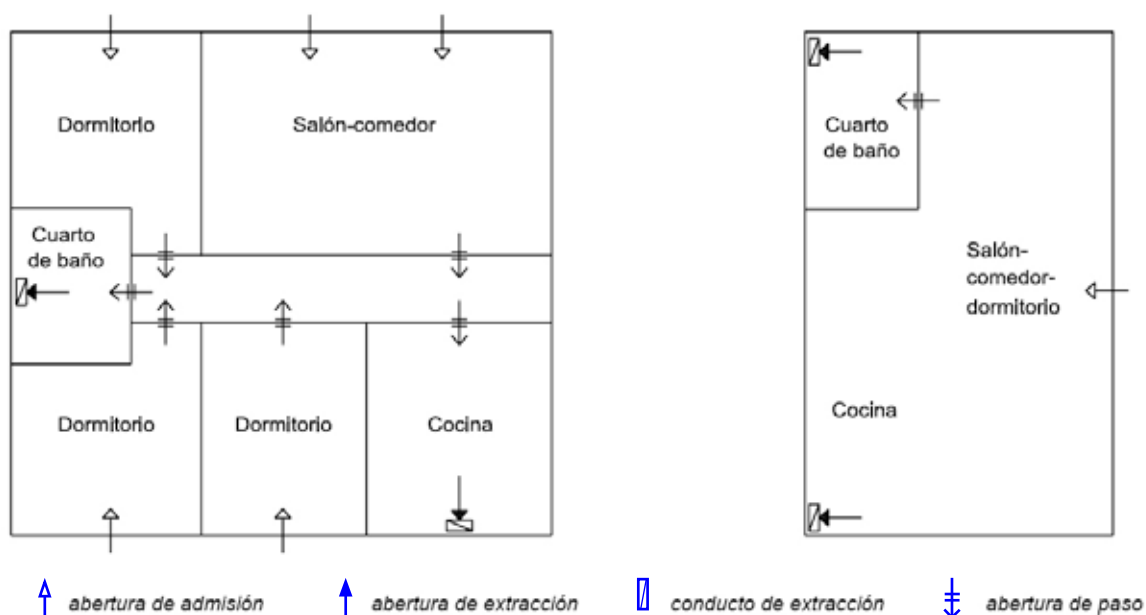 Dormitorio
Salón-comedor
Cuarto
de baño
Dormitorio
Dormitorio
Cocina
Cuarto
de baño
Salón-
comedor-
dormitorio
Cocina
abertura de admisión
abertura de extracción
conducto de extracción
abertura de paso